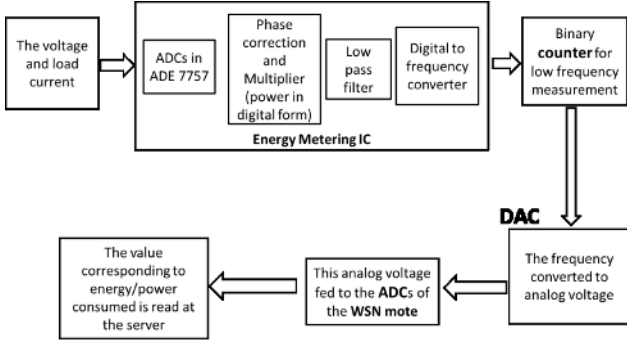 The voltage
and load
current
ADCs in
ADE 7757
Phase
correction
and
Multiplier
(power in
digital form)
Low
pass
filter
Digital to
frequency
converter
Energy Metering IC
Binary
counter for
low frequency
measurement
DAC
The frequency
converted to
analog voltage
This analog voltage
fed to the ADCs of
the WSN mote
The value
corresponding to
energy/power
consumed is read
at the server